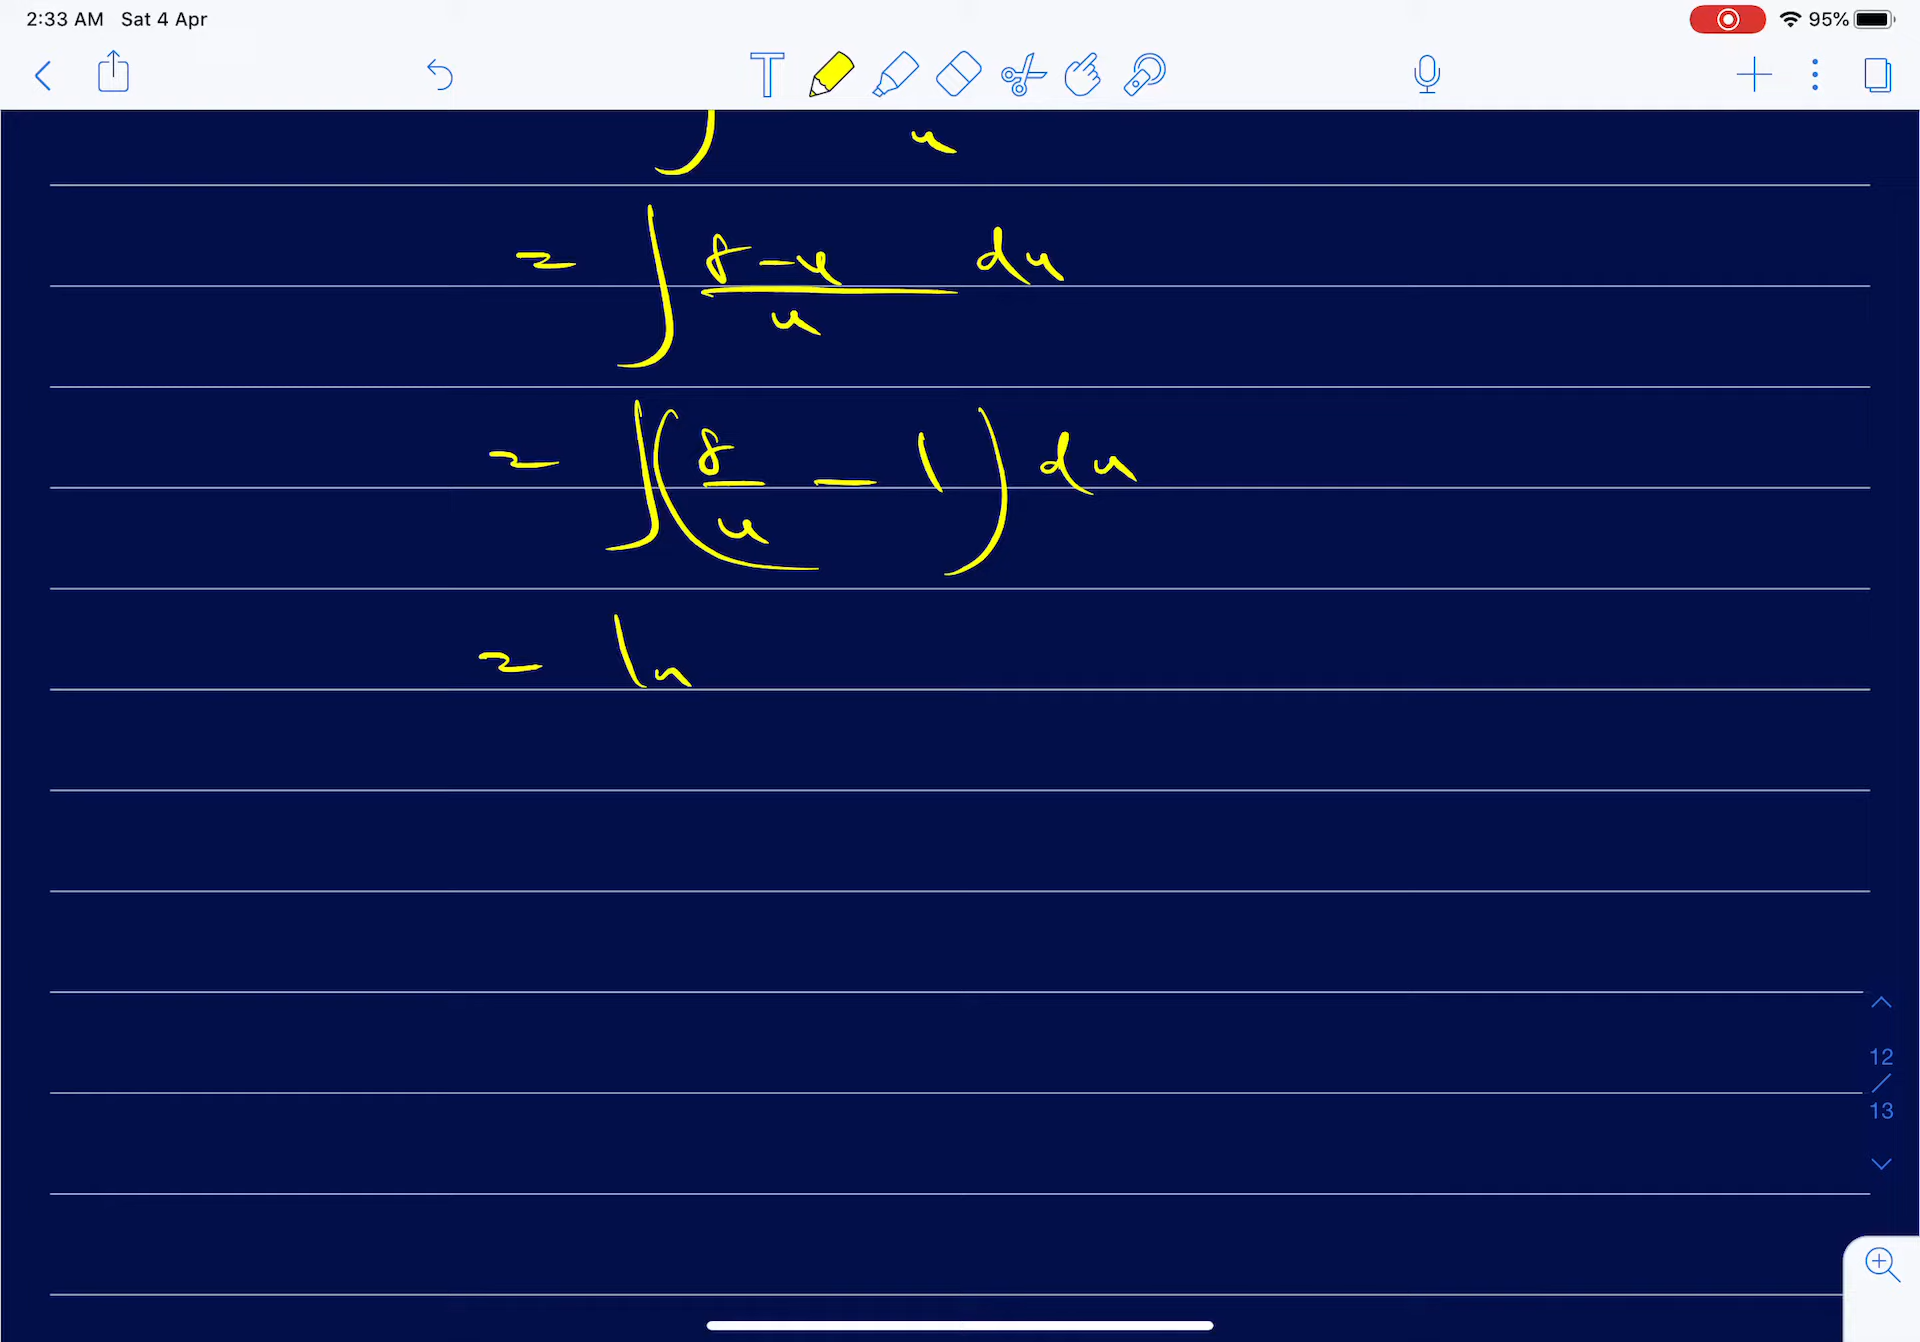 2:33 AM Sat 4 Apr 95%
T
∫ u
= ∫ 8-u/u du
= ∫(8/u - 1) du
= ln
12
/
13